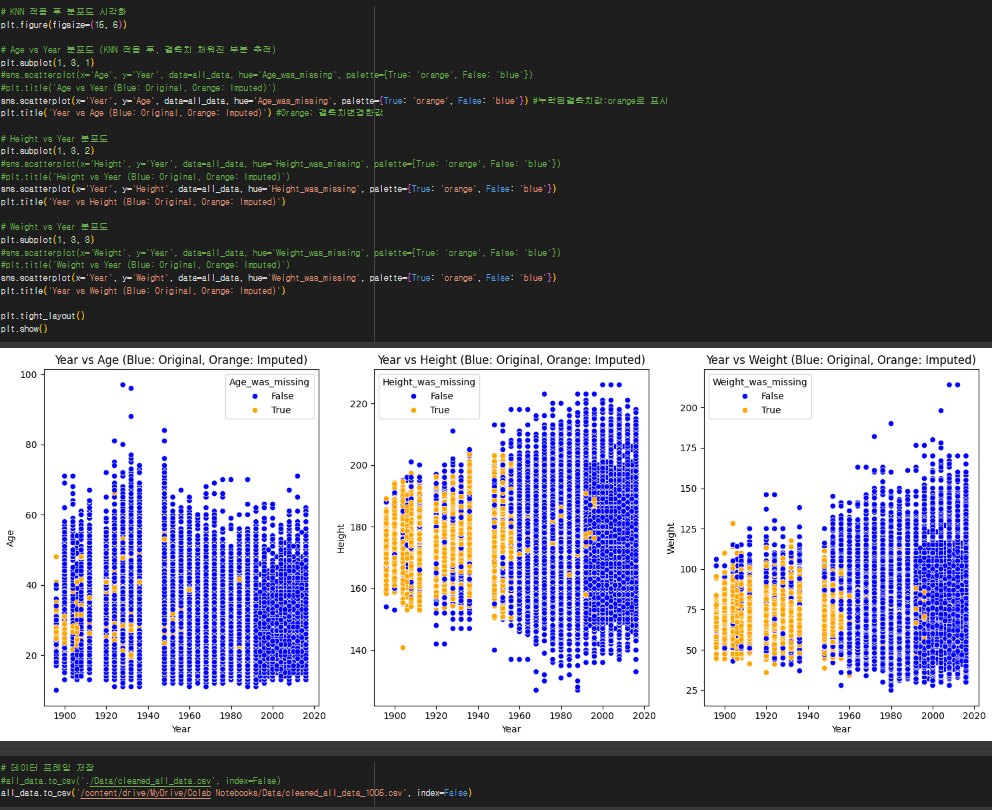 # KNN 적용 후 분포도 시각화
plt.figure(figsize=(15, 6))
# Age vs Year 분포도 (KNN 적용 후, 결측치 채워진 부분 추적)
plt.subplot(1, 3, 1)
#sns.scatterplot(x='Age', y='Year', data=all_data, hue='Age_was_missing', palette={True: 'orange', False: 'blue'})
#plt.title('Age vs Year (Blue: Original, Orange: Imputed)')
sns.scatterplot(x='Year', y='Age', data=all_data, hue='Age_was_missing', palette={True: 'orange', False: 'blue'}) #누락된결측치값:orange로 표시
plt.title('Year vs Age (Blue: Original, Orange: Imputed)') #Orange: 결측치변경한값
# Height vs Year 분포도
plt.subplot(1, 3, 2)
#sns.scatterplot(x='Height', y='Year', data=all_data, hue='Height_was_missing', palette={True: 'orange', False: 'blue'})
#plt.title('Height vs Year (Blue: Original, Orange: Imputed)')
sns.scatterplot(x='Year', y='Height', data=all_data, hue='Height_was_missing', palette={True: 'orange', False: 'blue'})
plt.title('Year vs Height (Blue: Original, Orange: Imputed)')
# Weight vs Year 분포도
plt.subplot(1, 3, 3)
#sns.scatterplot(x='Weight', y='Year', data=all_data, hue='Weight_was_missing', palette={True: 'orange', False: 'blue'})
#plt.title('Weight vs Year (Blue: Original, Orange: Imputed)')
sns.scatterplot(x='Year', y='Weight', data=all_data, hue='Weight_was_missing', palette={True: 'orange', False: 'blue'})
plt.title('Year vs Weight (Blue: Original, Orange: Imputed)')
plt.tight_layout()
plt.show()
Year vs Age (Blue: Original, Orange: Imputed)
Age_was_missing
False
True
100
80
60
40
20
Age
1900 1920 1940 1960 1980 2000 2020
Year
Year vs Height (Blue: Original, Orange: Imputed)
Height_was_missing
False
True
220
200
180
160
140
Height
1900 1920 1940 1960 1980 2000 2020
Year
Year vs Weight (Blue: Original, Orange: Imputed)
Weight_was_missing
False
True
200
175
150
125
100
75
50
25
Weight
1900 1920 1940 1960 1980 2000 2020
Year
# 데이터 프레임 저장
#all_data.to_csv('./Data/cleaned_all_data.csv', index=False)
all_data.to_csv('/content/drive/MyDrive/Colab Notebooks/Data/cleaned_all_data_1005.csv', index=False)